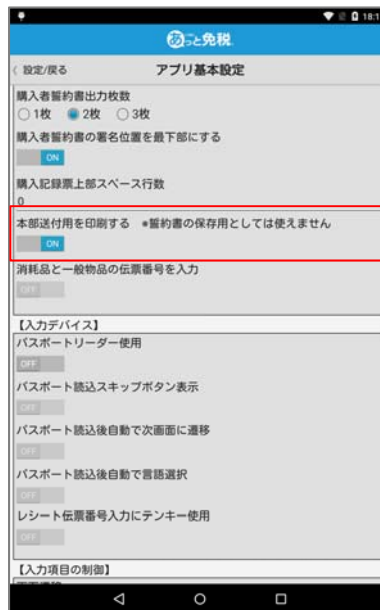 18:1
あっと免税
設定/戻る
アプリ基本設定
購入者誓約書出力枚数
1枚 2枚 3枚
購入者誓約書の署名位置を最下部にする
ON
購入記録票上部スペース行数
0
本部送付用を印刷する ※誓約書の保存用としては使えません
ON
消耗品と一般物品の伝票番号を入力
OFF
【入力デバイス】
パスポートリーダー使用
OFF
パスポート読込スキップボタン表示
OFF
パスポート読込後自動で次画面に遷移
OFF
パスポート読込後自動で言語選択
OFF
レシート伝票番号入力にテンキー使用
OFF
【入力項目の制御】